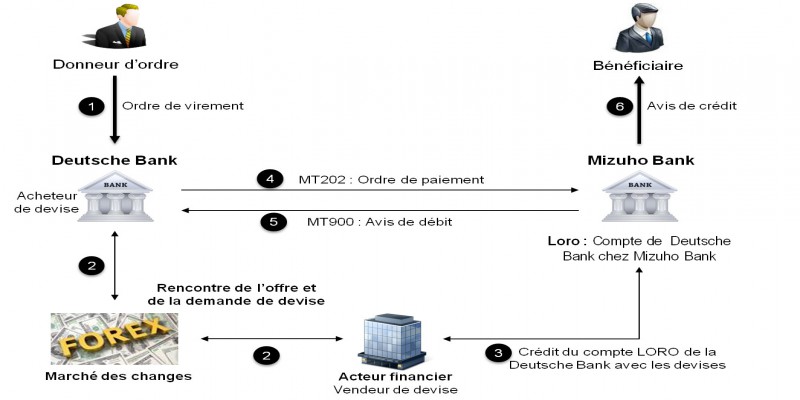 Donneur d'ordre
Bénéficiaire
1
Ordre de virement
6
Avis de crédit
Deutsche Bank
Mizuho Bank
BANK
BANK
Acheteur
de devise
4
MT202 : Ordre de paiement
5
MT900 : Avis de débit
Loro : Compte de Deutsche
Bank chez Mizuho Bank
2
Rencontre de l'offre et
de la demande de devise
FOREX
2
3
Crédit du compte LORO de la
Deutsche Bank avec les devises
Marché des changes
Acteur financier
Vendeur de devise